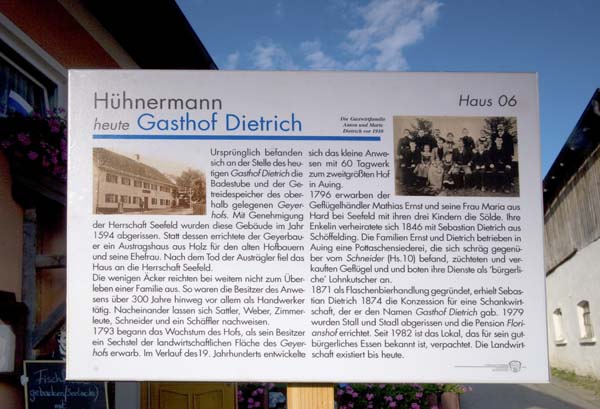 Hühnermann
heute Gasthof Dietrich
Haus 06
Die Gastwirtfamilie
Anton und Marie
Dietrich vor 1910
Ursprünglich befanden
sich an der Stelle des heu-
tigen Gasthof Dietrich die
Badestube und der Ge-
treidespeicher des ober-
halb gelegenen Geyer-
hofs. Mit Genehmigung
der Herrschaft Seefeld wurden diese Gebäude im Jahr
1594 abgerissen. Statt dessen errichtete der Geyerbau-
er ein Austragshaus aus Holz für den alten Hofbauern
und seine Ehefrau. Nach dem Tod der Austrägler fiel das
Haus an die Herrschaft Seefeld.
Die wenigen Äcker reichten bei weitem nicht zum Über-
leben einer Familie aus. So waren die Besitzer des Anwe-
sens über 300 Jahre hinweg vor allem als Handwerker
tätig. Nacheinander lassen sich Sattler, Weber, Zimmer-
leute, Schneider und ein Schäffler nachweisen.
1793 begann das Wachstum des Hofs, als sein Besitzer
ein Sechstel der landwirtschaftlichen Fläche des Geyer-
hofs erwarb. Im Verlauf des 19. Jahrhunderts entwickelte
sich das kleine Anwe-
sen mit 60 Tagwerk
zum zweitgrößten Hof
in Auing.
1796 erwarben der
Geflügelhändler Mathias Ernst und seine Frau Maria aus
Hard bei Seefeld mit ihren drei Kindern die Sölde. Ihre
Enkelin verheiratete sich 1846 mit Sebastian Dietrich aus
Schöffelding. Die Familien Ernst und Dietrich betrieben in
Auing eine Pottaschensiederei, die sich schräg gegenü-
ber vom Schneider (Hs.10) befand, züchteten und ver-
kauften Geflügel und und boten ihre Dienste als 'bürgerli-
che' Lohnkutscher an.
1871 als Flaschenbierhandlung gegründet, erhielt Sebas-
tian Dietrich 1874 die Konzession für eine Schankwirt-
schaft, der er den Namen Gasthof Dietrich gab. 1979
wurden Stall und Stadl abgerissen und die Pension Flori-
anshof errichtet. Seit 1982 ist das Lokal, das für sein gut-
bürgerliches Essen bekannt ist, verpachtet. Die Landwirt-
schaft existiert bis heute.